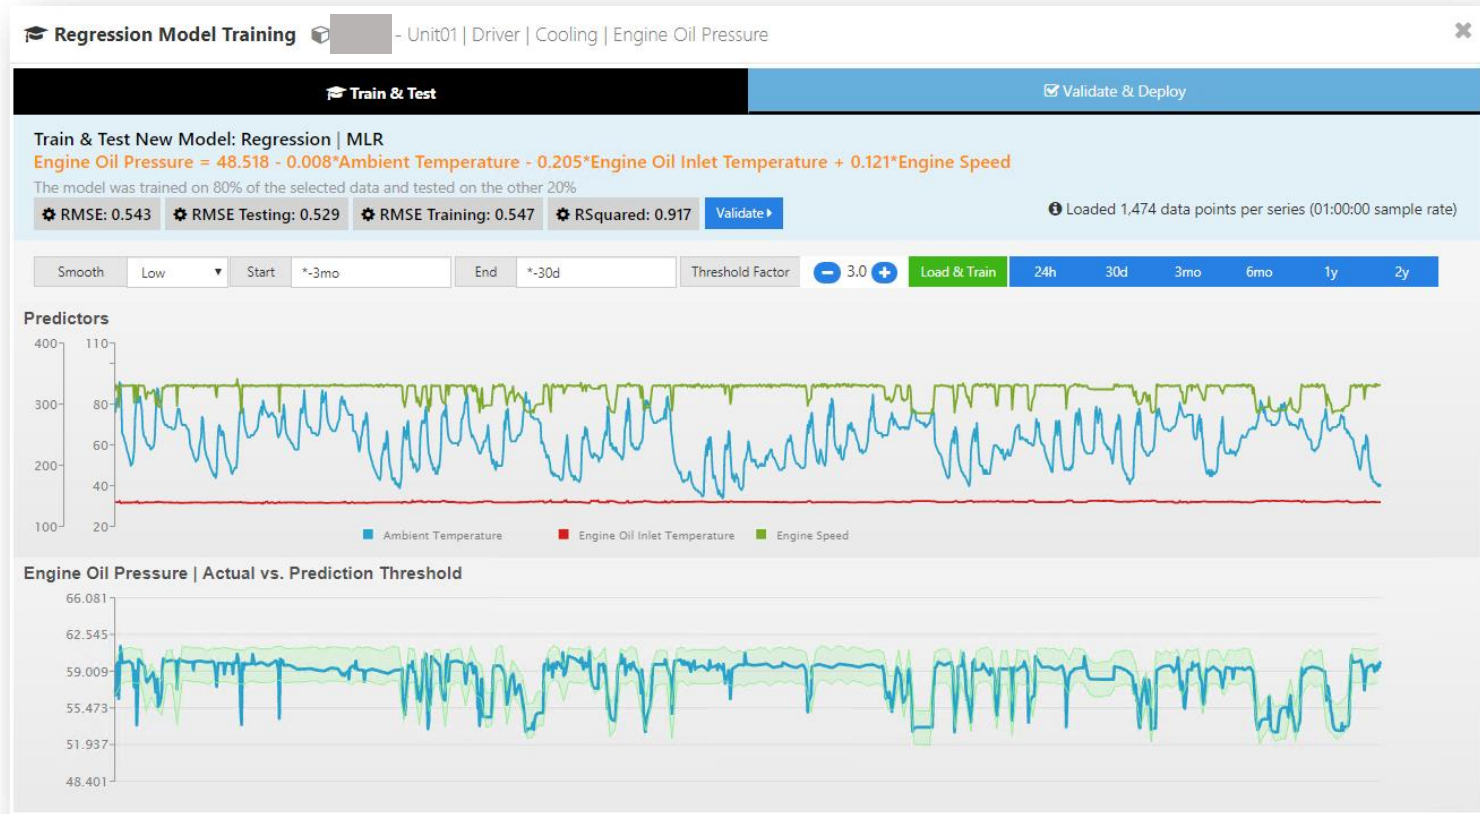 Regression Model Training - Unit01 | Driver | Cooling | Engine Oil Pressure
Train & Test
Validate & Deploy
Train & Test New Model: Regression | MLR
Engine Oil Pressure = 48.518 - 0.008*Ambient Temperature - 0.205*Engine Oil Inlet Temperature + 0.121*Engine Speed
The model was trained on 80% of the selected data and tested on the other 20%
RMSE: 0.543 RMSE Testing: 0.529 RMSE Training: 0.547 RSquared: 0.917 Validate
Loaded 1,474 data points per series (01:00:00 sample rate)
Smooth Low Start *-3mo End *-30d Threshold Factor 3.0 Load & Train 24h 30d 3mo 6mo 1y 2y
Predictors
400 110
300 80
60
200
40
100 20
Ambient Temperature Engine Oil Inlet Temperature Engine Speed
Engine Oil Pressure | Actual vs. Prediction Threshold
66.081
62.545
59.009
55.473
51.937
48.401